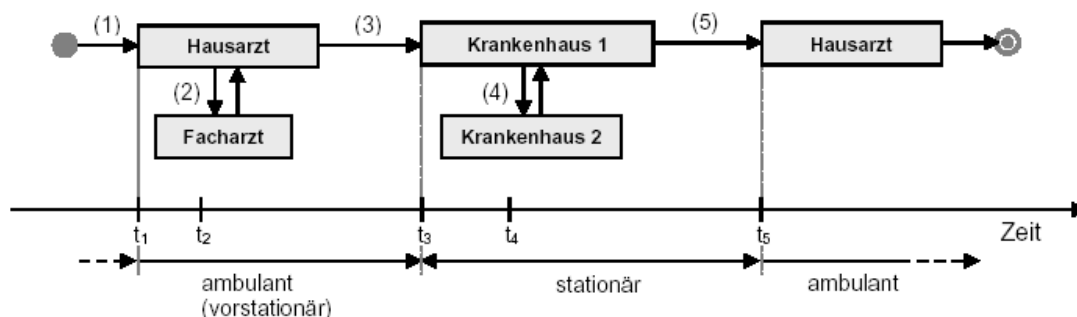 (1) Hausarzt (3) Krankenhaus 1 (5) Hausarzt
(2) (4)
Facharzt Krankenhaus 2
t1 t2 t3 t4 t5 Zeit
ambulant stationär ambulant
(vorstationär)